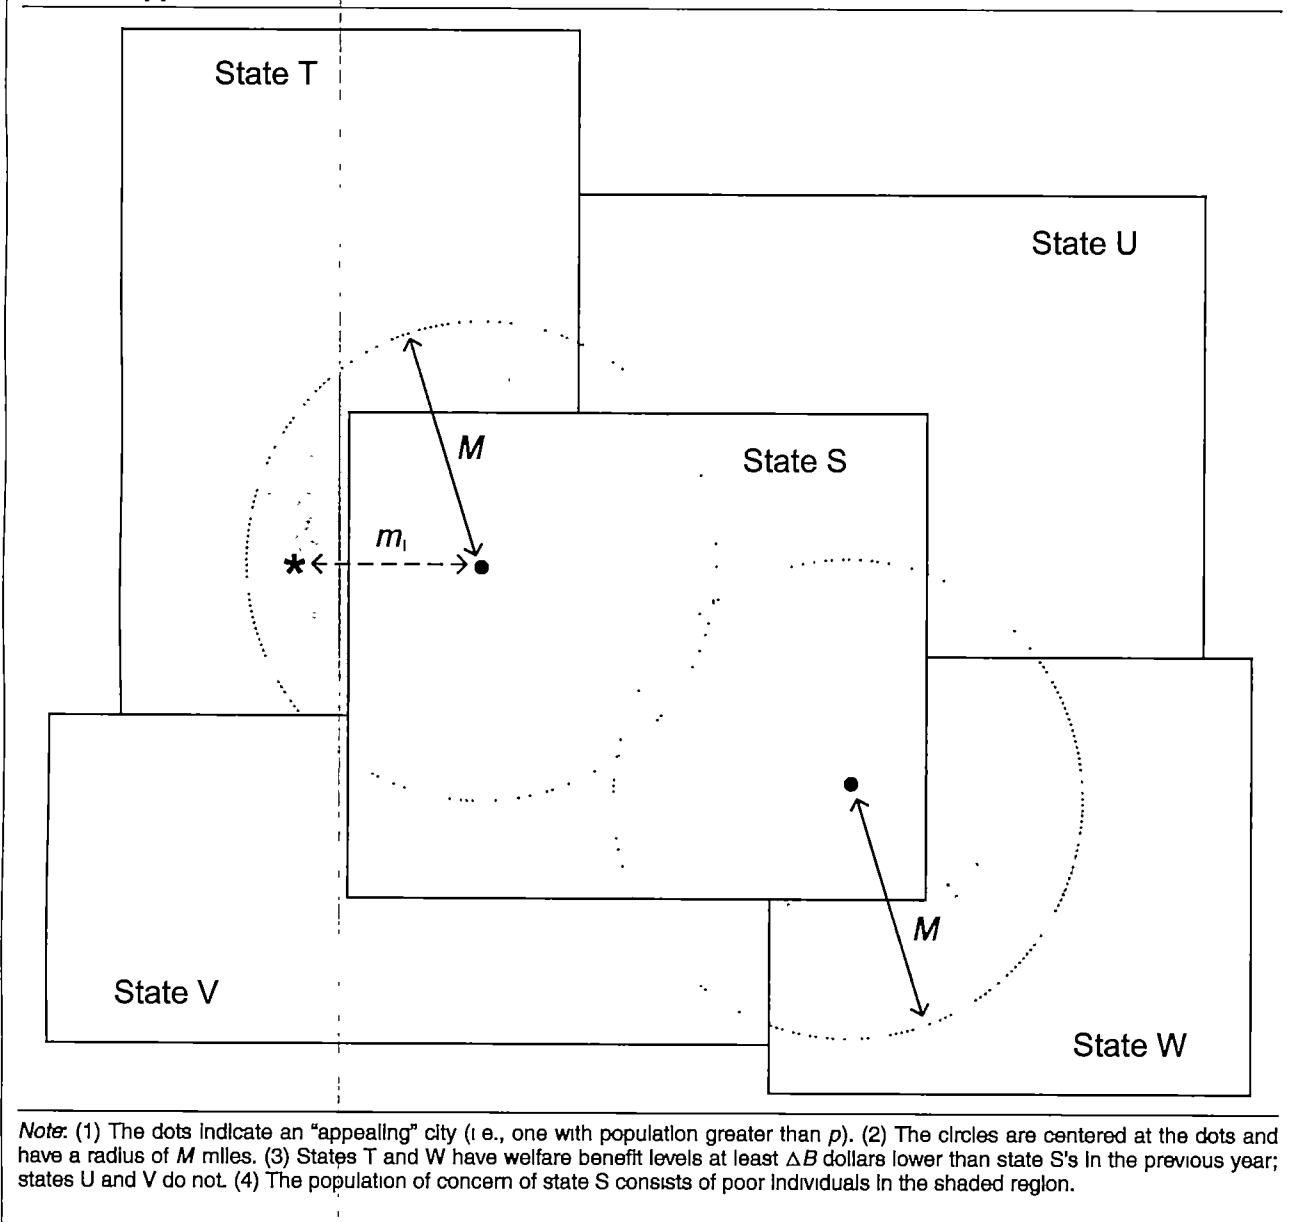 State T
State U
M
State S
m_i
*
M
State V
State W
Note: (1) The dots indicate an "appealing" city (i e., one with population greater than p). (2) The circles are centered at the dots and
have a radius of M miles. (3) States T and W have welfare benefit levels at least ΔB dollars lower than state S's in the previous year;
states U and V do not. (4) The population of concern of state S consists of poor individuals in the shaded region.